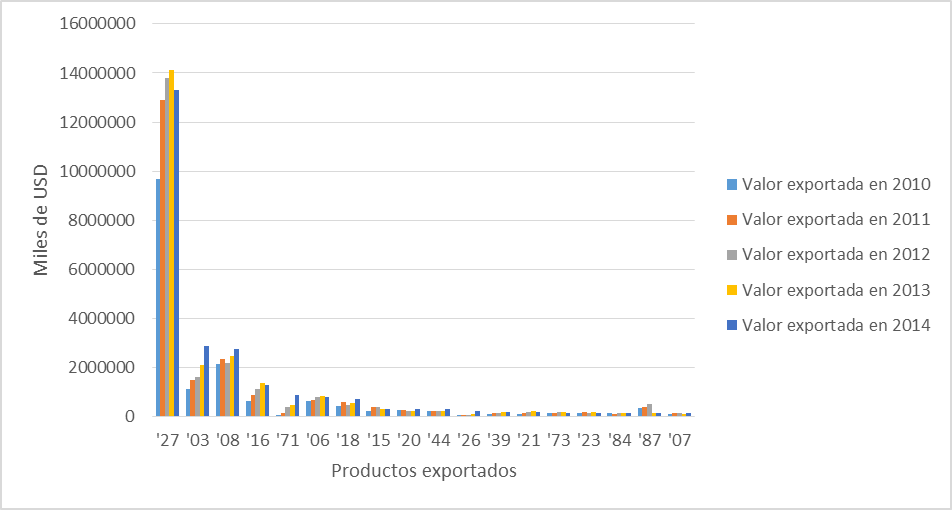 16000000
14000000
12000000
10000000
8000000
6000000
4000000
2000000
0
Miles de USD
'27 '03 '08 '16 '71 '06 '18 '15 '20 '44 '26 '39 '21 '73 '23 '84 '87 '07
Productos exportados
Valor exportada en 2010
Valor exportada en 2011
Valor exportada en 2012
Valor exportada en 2013
Valor exportada en 2014